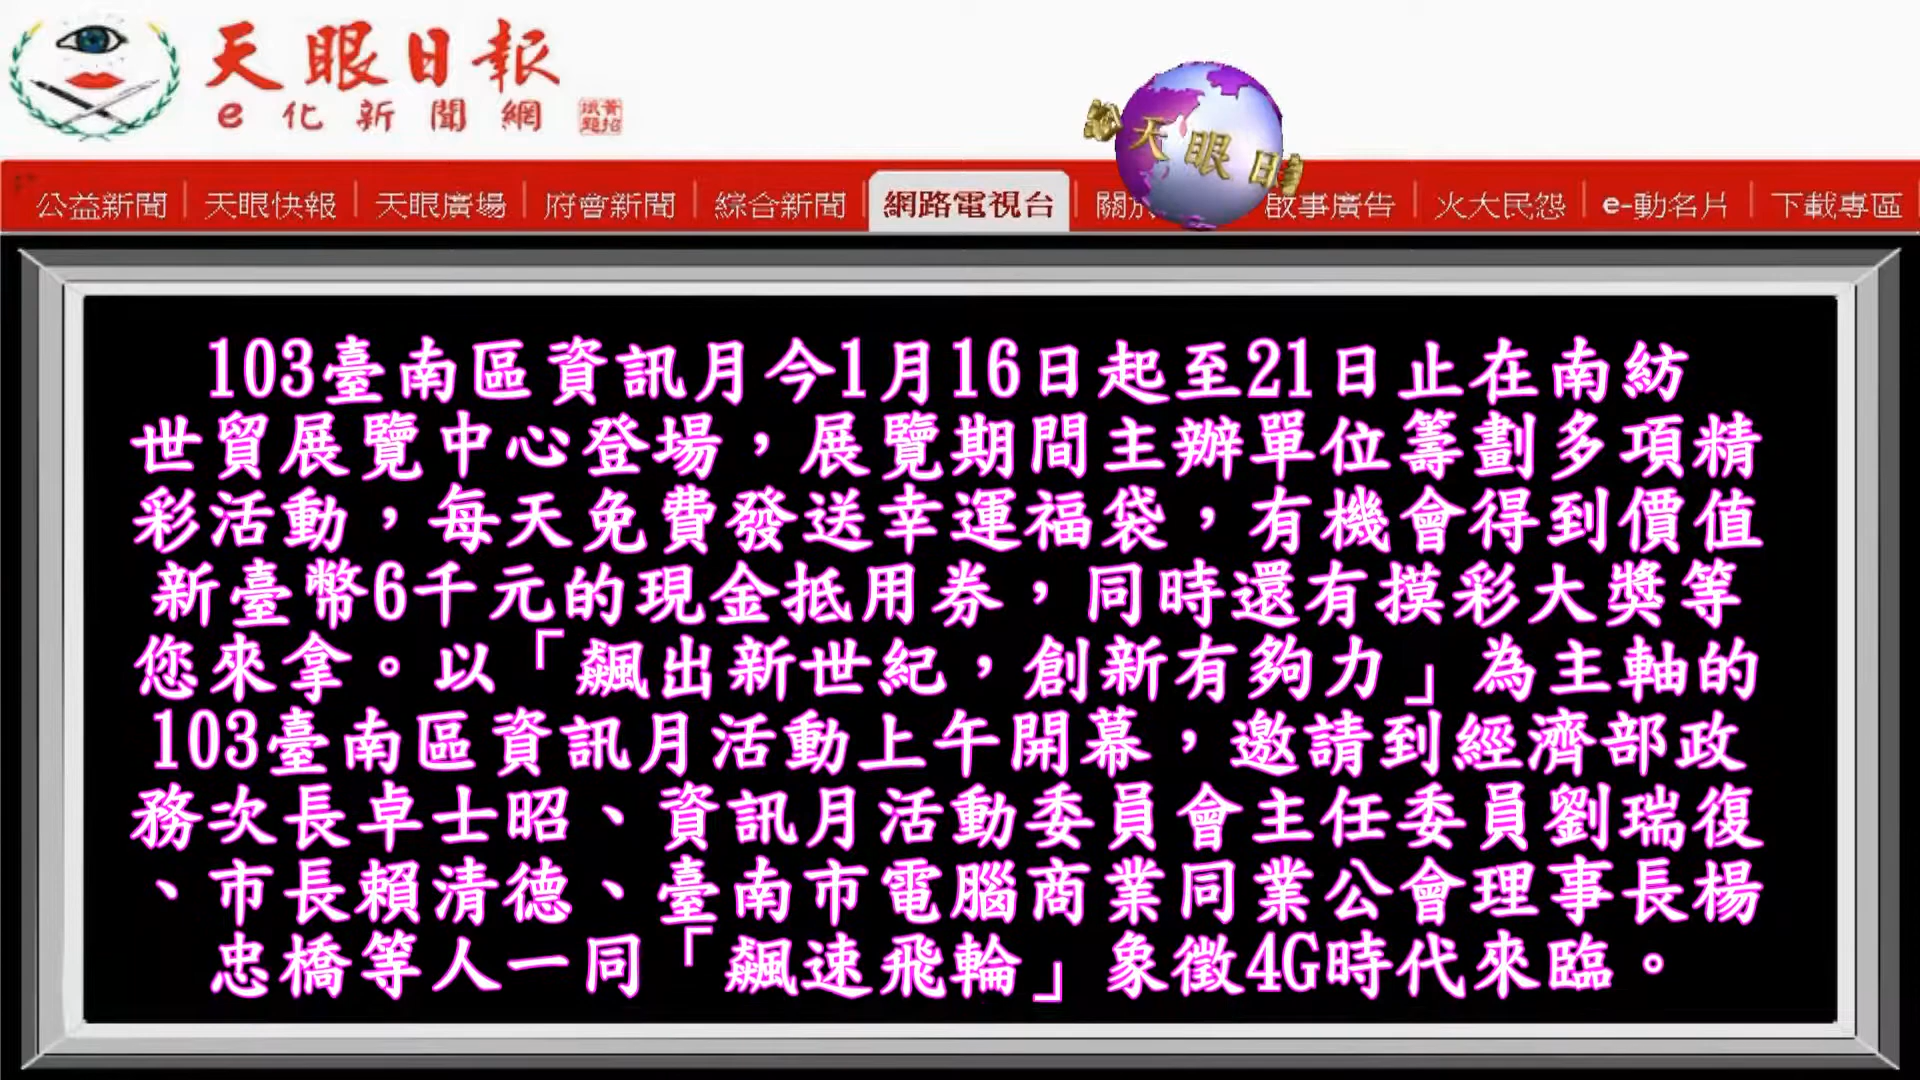 天眼日報
e化新聞網
公益新聞
天眼快報
天眼廣場
府會新聞
綜合新聞
網路電視台
天眼日
啟事廣告
火大民怨
e-動名片
下載專區
103臺南區資訊月今1月16日起至21日止在南紡
世貿展覽中心登場，展覽期間主辦單位籌劃多項精
彩活動，每天免費發送幸運福袋，有機會得到價值
新臺幣6千元的現金抵用券，同時還有摸彩大獎等
您來拿。以「飆出新世紀，創新有夠力」為主軸的
103臺南區資訊月活動上午開幕，邀請到經濟部政
務次長卓士昭、資訊月活動委員會主任委員劉瑞復
、市長賴清德、臺南市電腦商業同業公會理事長楊
忠橋等人一同「飆速飛輪」象徵4G時代來臨。